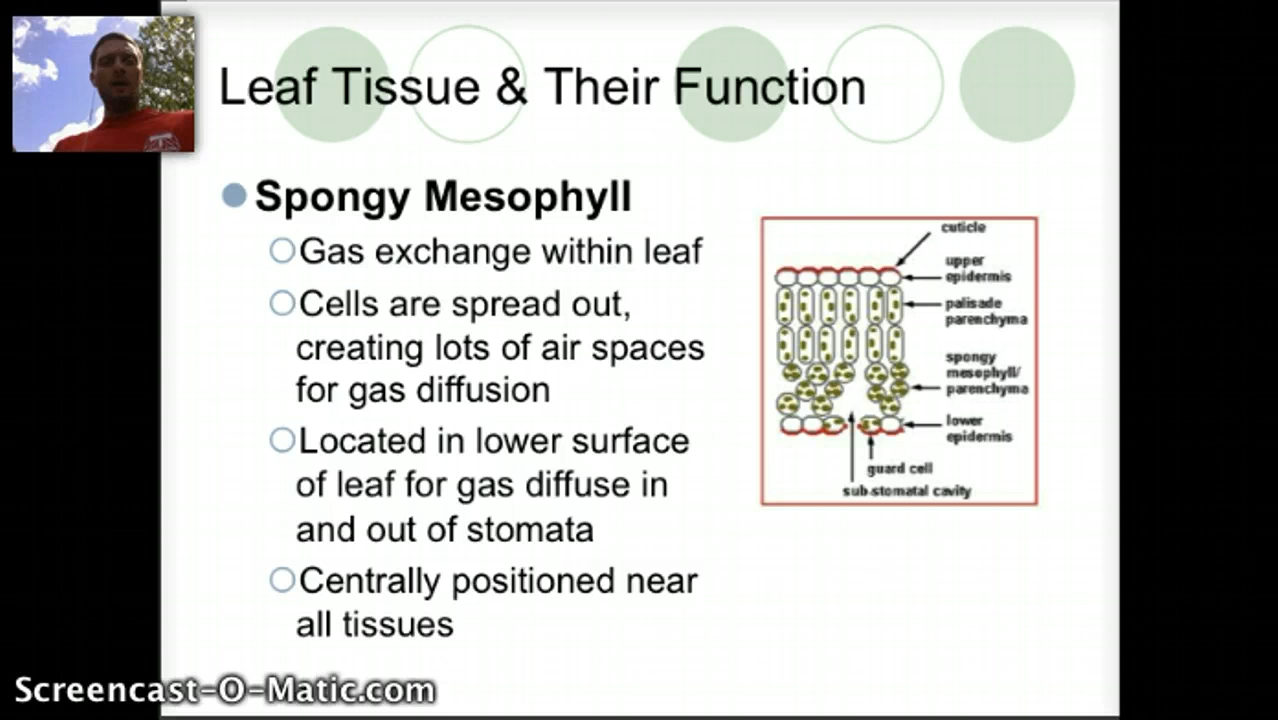 Leaf Tissue & Their Function
Spongy Mesophyll
Gas exchange within leaf
Cells are spread out,
creating lots of air spaces
for gas diffusion
Located in lower surface
of leaf for gas diffuse in
and out of stomata
Centrally positioned near
all tissues
cuticle
upper
epidermis
palisade
parenchyma
spongy
mesophyll/
parenchyma
lower
epidermis
guard cell
sub-stomatal cavity
Screencast-O-Matic.com